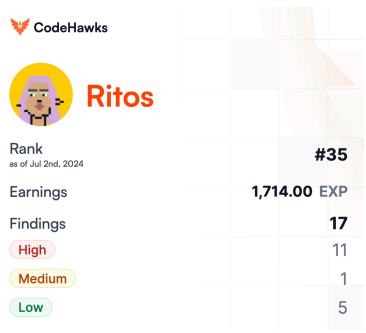 CodeHawks
Ritos
Rank
as of Jul 2nd, 2024
#35
Earnings
1,714.00 EXP
Findings
17
High
11
Medium
1
Low
5